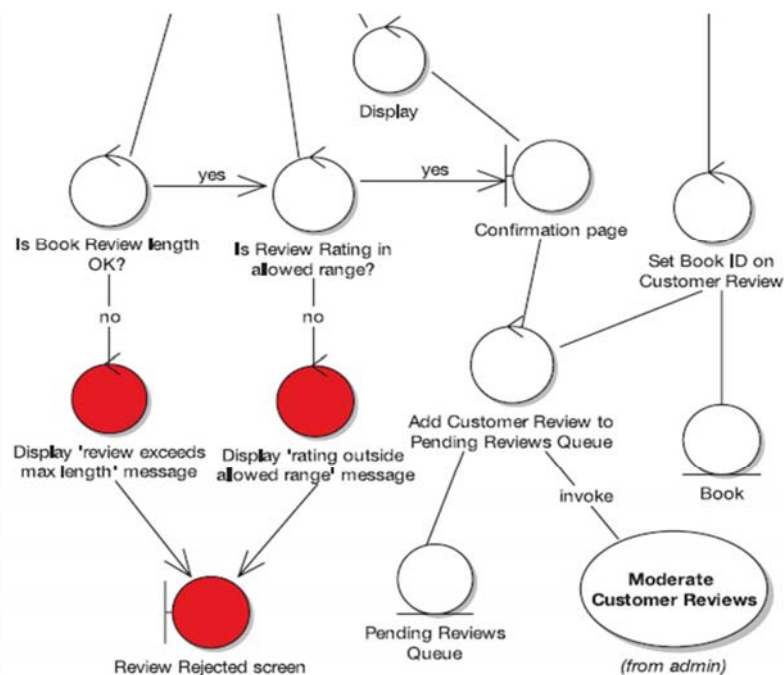 Display
yes
yes
Is Book Review length
OK?
Is Review Rating in
allowed range?
Confirmation page
Set Book ID on
Customer Review
no
no
Display 'review exceeds
max length' message
Display 'rating outside
allowed range' message
Add Customer Review to
Pending Reviews Queue
Book
invoke
Moderate
Customer Reviews
Pending Reviews
Queue
Review Rejected screen
(from admin)